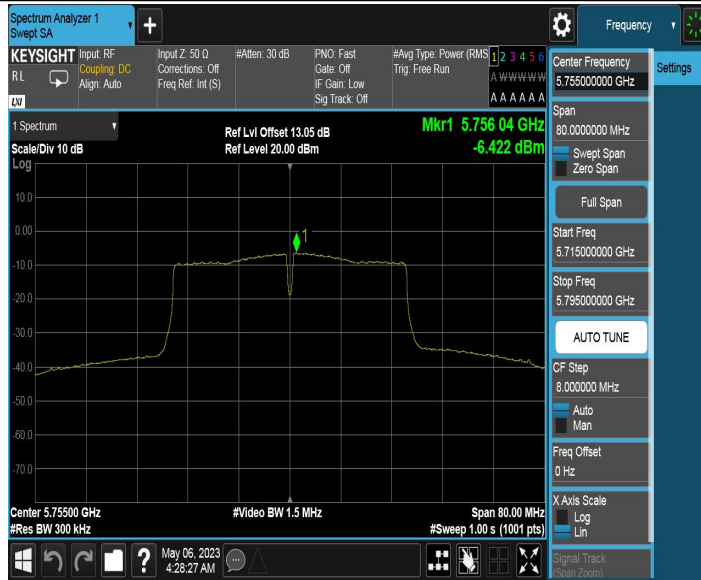 Spectrum Analyzer 1
Swept SA
+
Frequency
KEYSIGHT
RL
LXI
Input: RF
Coupling: DC
Align: Auto
Input Z: 50 Ω
Corrections: Off
Freq Ref: Int (S)
#Atten: 30 dB
PNO: Fast
Gate: Off
IF Gain: Low
Sig Track: Off
#Avg Type: Power (RMS
Trig: Free Run
1 2 3 4 5 6
A W W W W W
A A A A A A
1 Spectrum
Scale/Div 10 dB
Ref Lvl Offset 13.05 dB
Ref Level 20.00 dBm
Mkr1 5.756 04 GHz
-6.422 dBm
Log
10.0
0.00
-10.0
-20.0
-30.0
-40.0
-50.0
-60.0
-70.0
1
Center 5.75500 GHz
#Video BW 1.5 MHz
Span 80.00 MHz
#Res BW 300 kHz
#Sweep 1.00 s (1001 pts)
?
May 06, 2023
4:28:27 AM
Center Frequency
5.755000000 GHz
Settings
Span
80.0000000 MHz
Swept Span
Zero Span
Full Span
Start Freq
5.715000000 GHz
Stop Freq
5.795000000 GHz
AUTO TUNE
CF Step
8.000000 MHz
Auto
Man
Freq Offset
0 Hz
X Axis Scale
Log
Lin
Signal Track
(Span Zoom)